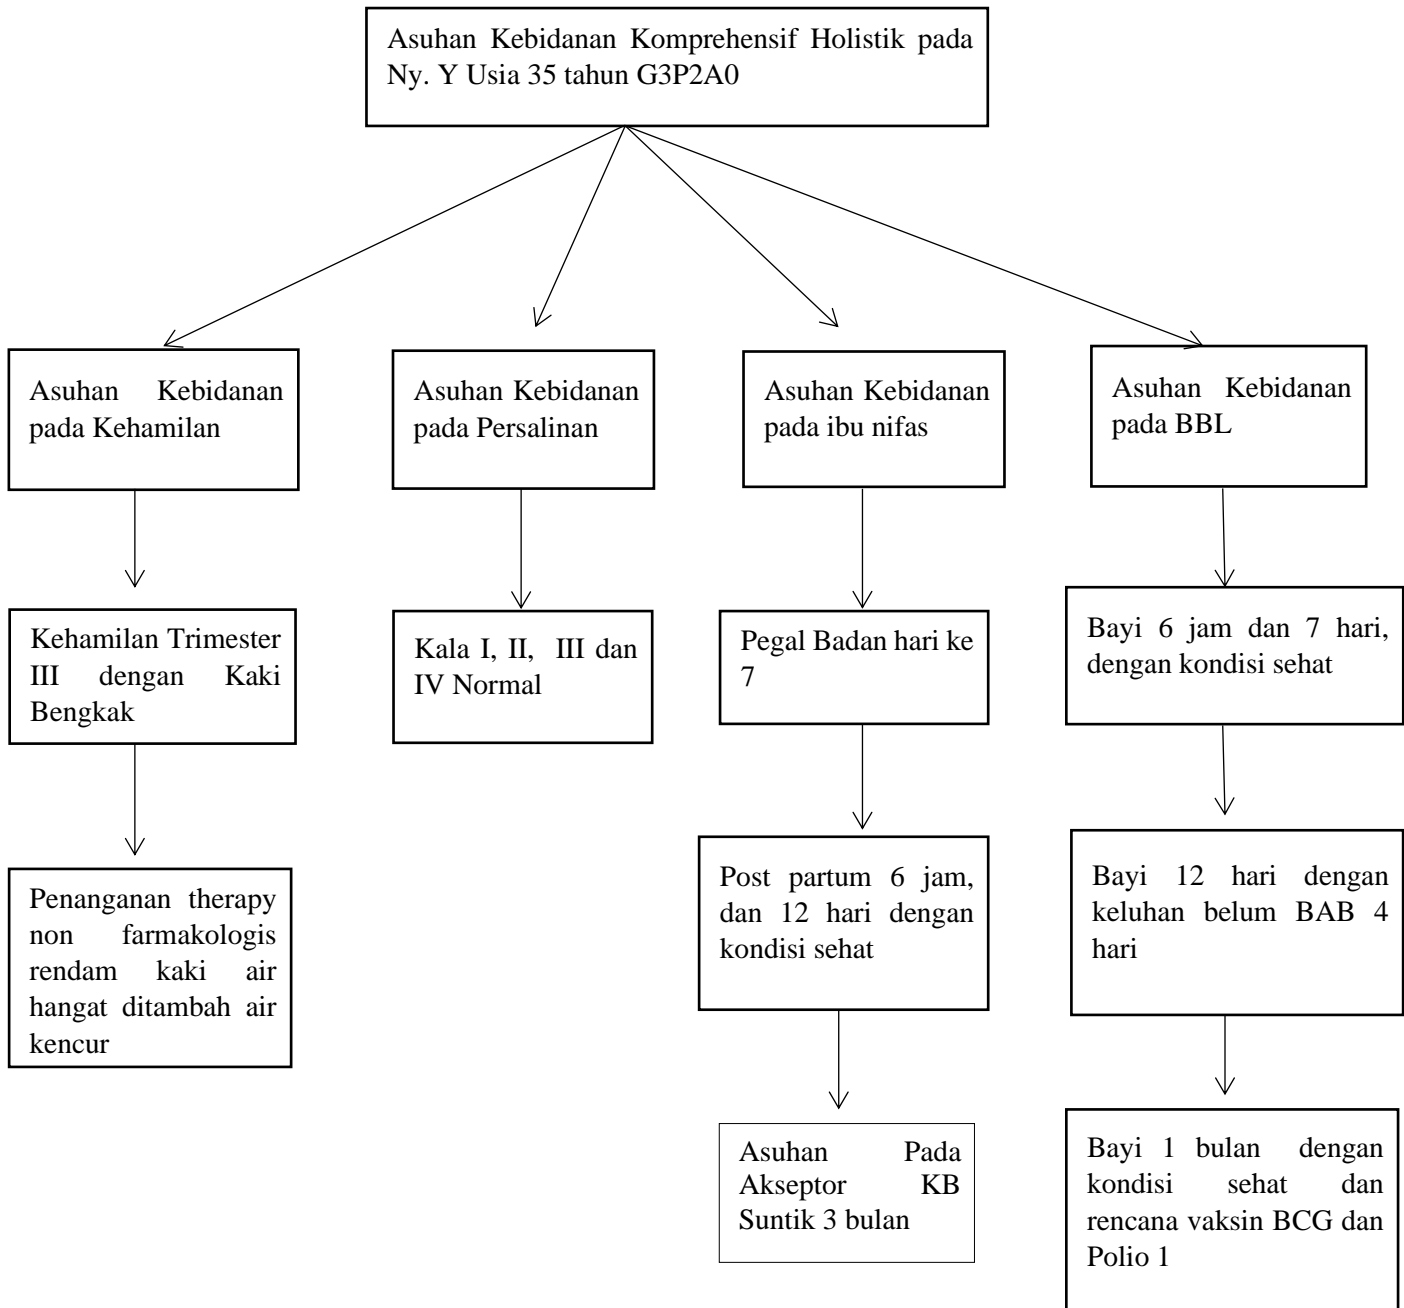 Asuhan Kebidanan Komprehensif Holistik pada
Ny. Y Usia 35 tahun G3P2A0
Asuhan Kebidanan
pada Kehamilan
Asuhan Kebidanan
pada Persalinan
Asuhan Kebidanan
pada ibu nifas
Asuhan Kebidanan
pada BBL
Kehamilan Trimester
III dengan Kaki
Bengkak
Kala I, II, III dan
IV Normal
Pegal Badan hari ke
7
Bayi 6 jam dan 7 hari,
dengan kondisi sehat
Penanganan therapy
non farmakologis
rendam kaki air
hangat ditambah air
kencur
Post partum 6 jam,
dan 12 hari dengan
kondisi sehat
Bayi 12 hari dengan
keluhan belum BAB 4
hari
Asuhan Pada
Akseptor KB
Suntik 3 bulan
Bayi 1 bulan dengan
kondisi sehat dan
rencana vaksin BCG dan
Polio 1